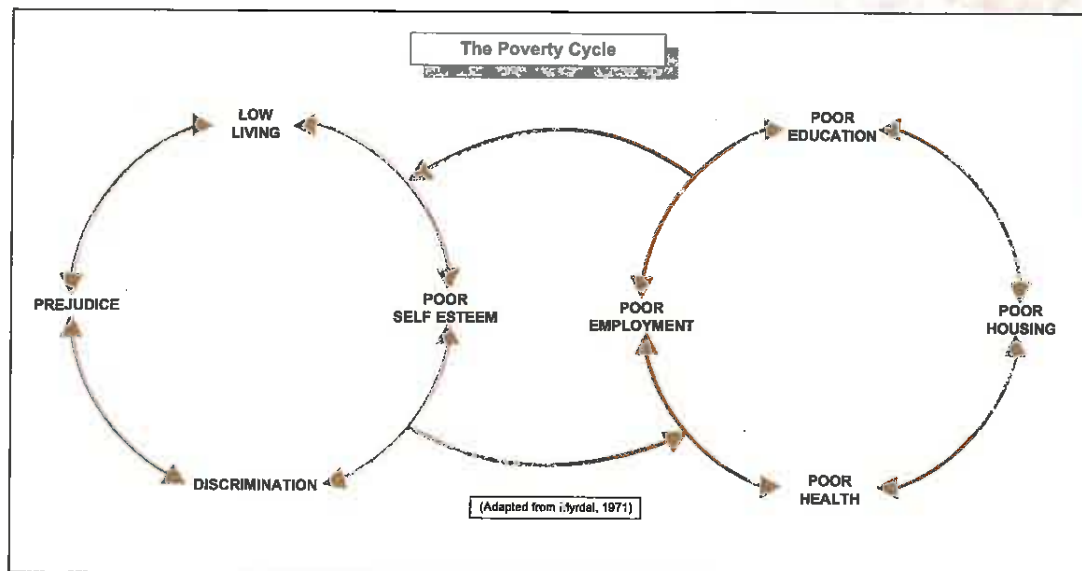 The Poverty Cycle
LOW
LIVING
POOR
EDUCATION
PREJUDICE
POOR
SELF ESTEEM
POOR
EMPLOYMENT
POOR
HOUSING
DISCRIMINATION
POOR
HEALTH
(Adapted from 1971)